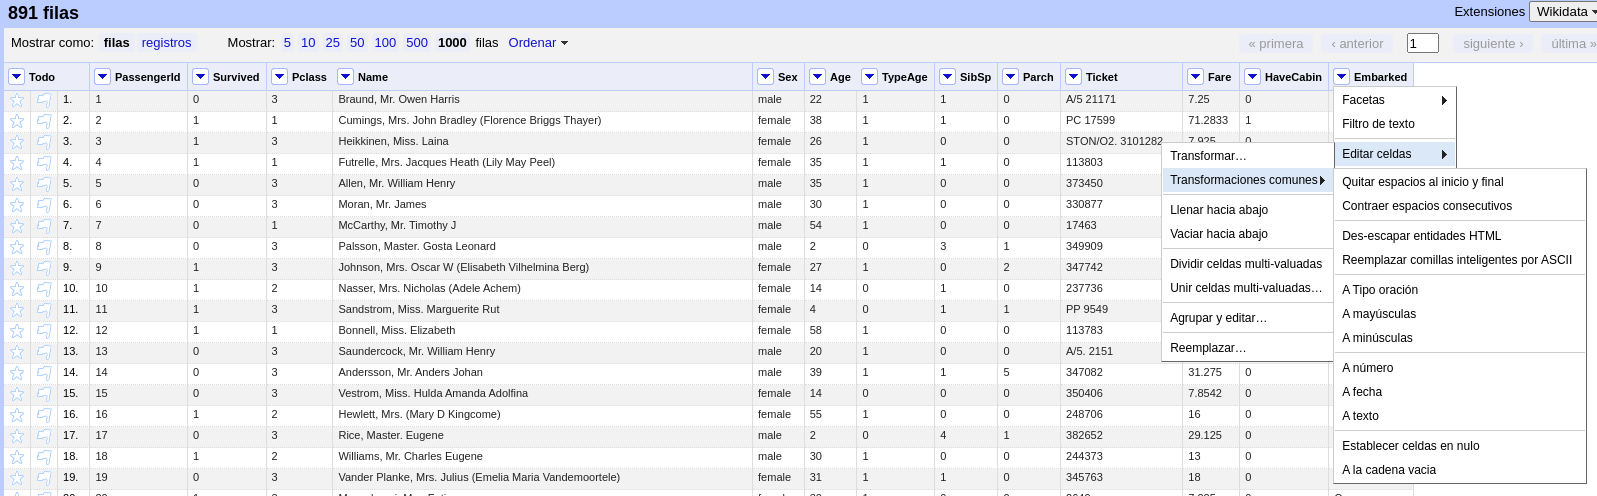 891 filas
Extensiones Wikidata
Mostrar como: filas registros Mostrar: 5 10 25 50 100 500 1000 filas Ordenar « primera ‹ anterior 1 siguiente › última »
Todo PassengerId Survived Pclass Name Sex Age TypeAge SibSp Parch Ticket Fare HaveCabin Embarked
1. 1 0 3 Braund, Mr. Owen Harris male 22 1 1 0 A/5 21171 7.25 0
2. 2 1 1 Cumings, Mrs. John Bradley (Florence Briggs Thayer) female 38 1 1 0 PC 17599 71.2833 1
3. 3 1 3 Heikkinen, Miss. Laina female 26 1 0 0 STON/O2. 3101282 7.925 0
4. 4 1 1 Futrelle, Mrs. Jacques Heath (Lily May Peel) female 35 1 1 0 113803
5. 5 0 3 Allen, Mr. William Henry male 35 1 0 0 373450
6. 6 0 3 Moran, Mr. James male 30 1 0 0 330877
7. 7 0 1 McCarthy, Mr. Timothy J male 54 1 0 0 17463
8. 8 0 3 Palsson, Master. Gosta Leonard male 2 0 3 1 349909
9. 9 1 3 Johnson, Mrs. Oscar W (Elisabeth Vilhelmina Berg) female 27 1 0 2 347742
10. 10 1 2 Nasser, Mrs. Nicholas (Adele Achem) female 14 0 1 0 237736
11. 11 1 3 Sandstrom, Miss. Marguerite Rut female 4 0 1 1 PP 9549
12. 12 1 1 Bonnell, Miss. Elizabeth female 58 1 0 0 113783
13. 13 0 3 Saundercock, Mr. William Henry male 20 1 0 0 A/5. 2151
14. 14 0 3 Andersson, Mr. Anders Johan male 39 1 1 5 347082 31.275 0
15. 15 0 3 Vestrom, Miss. Hulda Amanda Adolfina female 14 0 0 0 350406 7.8542 0
16. 16 1 2 Hewlett, Mrs. (Mary D Kingcome) female 55 1 0 0 248706 16 0
17. 17 0 3 Rice, Master. Eugene male 2 0 4 1 382652 29.125 0
18. 18 1 2 Williams, Mr. Charles Eugene male 30 1 0 0 244373 13 0
19. 19 0 3 Vander Planke, Mrs. Julius (Emelia Maria Vandemoortele) female 31 1 1 0 345763 18 0
Facetas
Filtro de texto
Editar celdas
Transformar…
Transformaciones comunes
Llenar hacia abajo
Vaciar hacia abajo
Dividir celdas multi-valuadas
Unir celdas multi-valuadas…
Agrupar y editar…
Reemplazar…
Quitar espacios al inicio y final
Contraer espacios consecutivos
Des-escapar entidades HTML
Reemplazar comillas inteligentes por ASCII
A Tipo oración
A mayúsculas
A minúsculas
A número
A fecha
A texto
Establecer celdas en nulo
A la cadena vacia